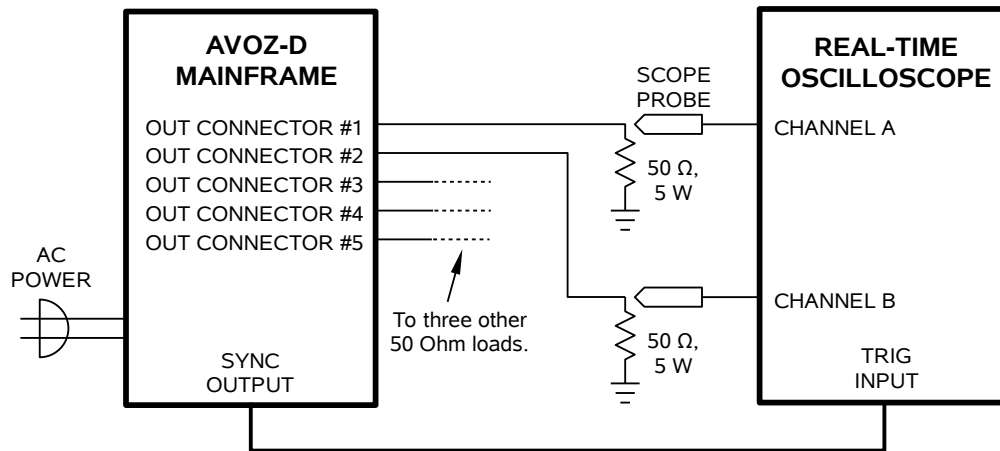 AVOZ-D
MAINFRAME
OUT CONNECTOR #1
OUT CONNECTOR #2
OUT CONNECTOR #3
OUT CONNECTOR #4
OUT CONNECTOR #5
AC
POWER
SYNC
OUTPUT
To three other
50 Ohm loads.
SCOPE
PROBE
50 Ω,
5 W
50 Ω,
5 W
REAL-TIME
OSCILLOSCOPE
CHANNEL A
CHANNEL B
TRIG
INPUT